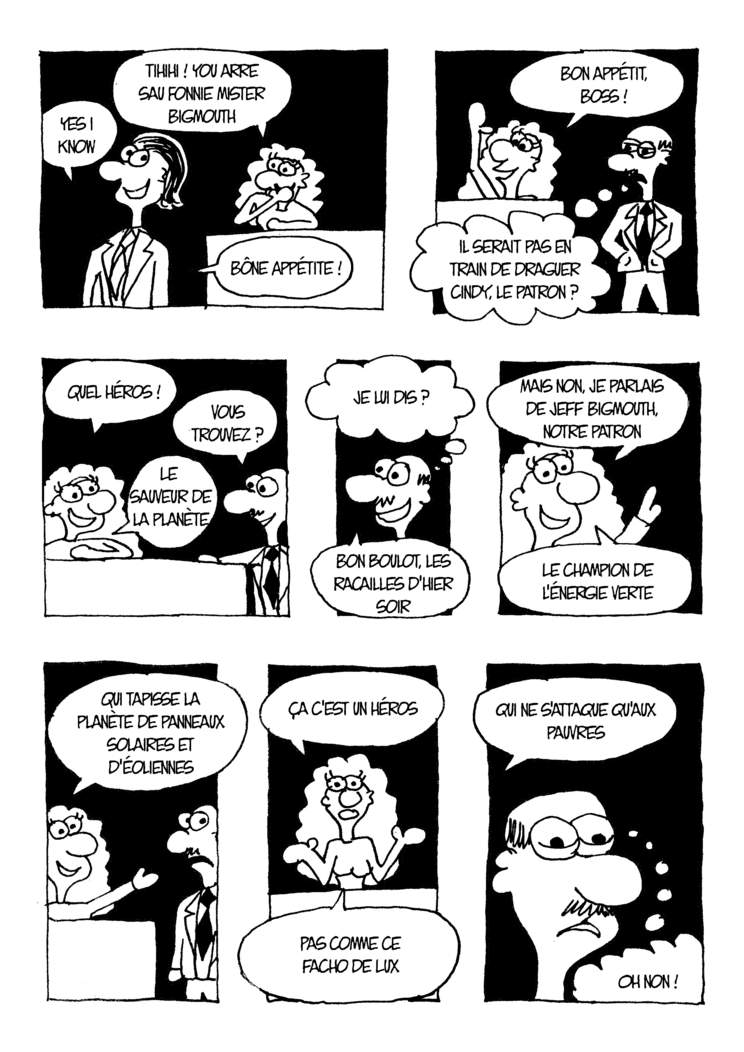 TIHIHI ! YOU ARRE
SAU FONNIE MISTER
BIGMOUTH
YES I
KNOW
BÔNE APPÉTITE !
BON APPÉTIT,
BOSS !
IL SERAIT PAS EN
TRAIN DE DRAGUER
CINDY, LE PATRON ?
QUEL HÉROS !
VOUS
TROUVEZ ?
LE
SAUVEUR DE
LA PLANÈTE
JE LUI DIS ?
BON BOULOT, LES
RACAILLES D'HIER
SOIR
MAIS NON, JE PARLAIS
DE JEFF BIGMOUTH,
NOTRE PATRON
LE CHAMPION DE
L'ÉNERGIE VERTE
QUI TAPISSE LA
PLANÈTE DE PANNEAUX
SOLAIRES ET
D'ÉOLIENNES
ÇA C'EST UN HÉROS
PAS COMME CE
FACHO DE LUX
QUI NE S'ATTAQUE QU'AUX
PAUVRES
OH NON !